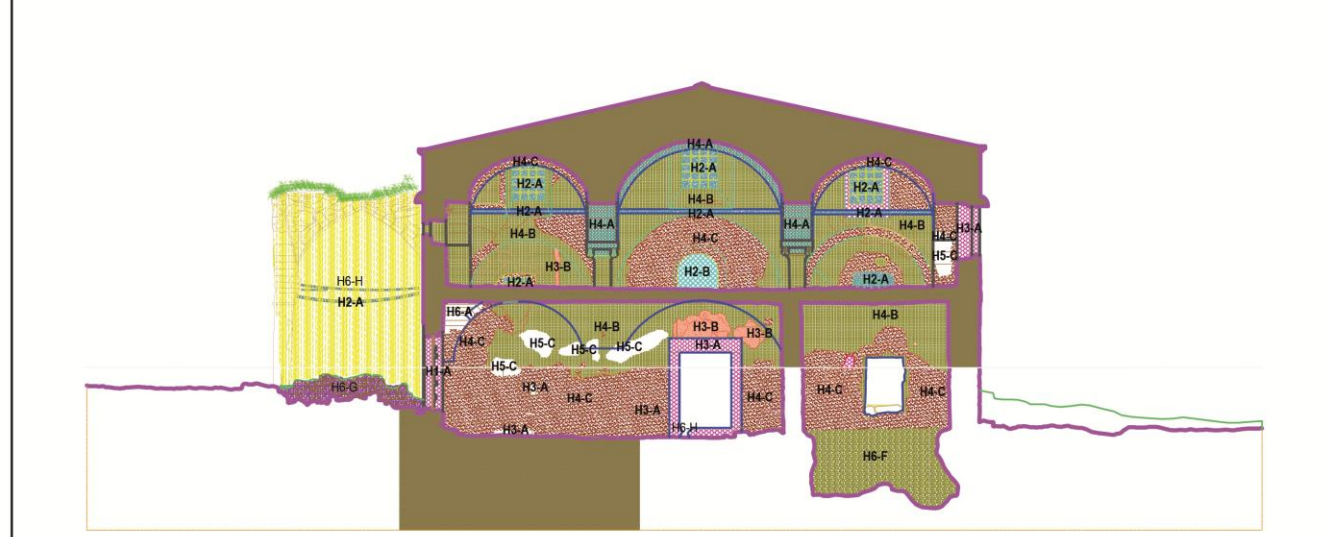 H4-A
H4-C
H4-C
H2-A
H2-A
H2-A
H4-B
H2-A
H2-A
H2-A
H4-A
H4-A
H4-B
H3-A
H4-B
H4-C
H4-C
H5-C
H3-B
H2-B
H2-A
H2-A
H6-H
H2-A
H6-A
H4-B
H3-B
H3-B
H4-B
H4-C
H5-C
H5-C
H5-C
H3-A
H5-C
H1-A
H6-G
H3-A
H4-C
H3-A
H4-C
H4-C
H4-C
H3-A
H6-H
H6-F